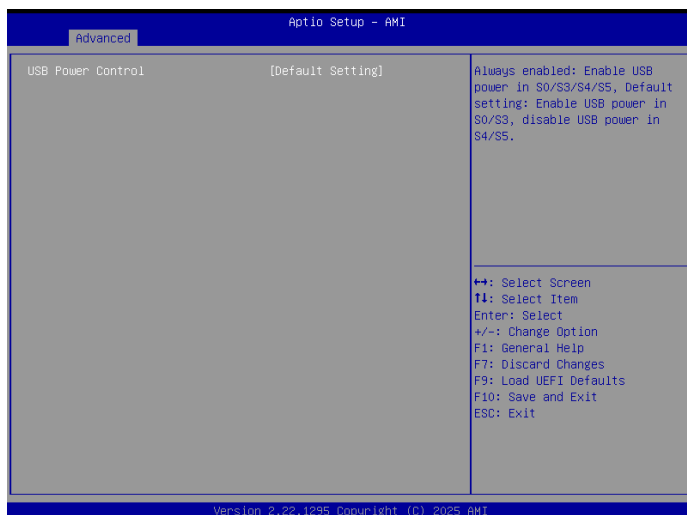 Aptio Setup – AMI
Advanced
USB Power Control [Default Setting]
Always enabled: Enable USB
power in S0/S3/S4/S5, Default
setting: Enable USB power in
S0/S3, disable USB power in
S4/S5.
↔: Select Screen
↑↓: Select Item
Enter: Select
+/-: Change Option
F1: General Help
F7: Discard Changes
F9: Load UEFI Defaults
F10: Save and Exit
ESC: Exit
Version 2.22.1295 Copyright (C) 2025 AMI